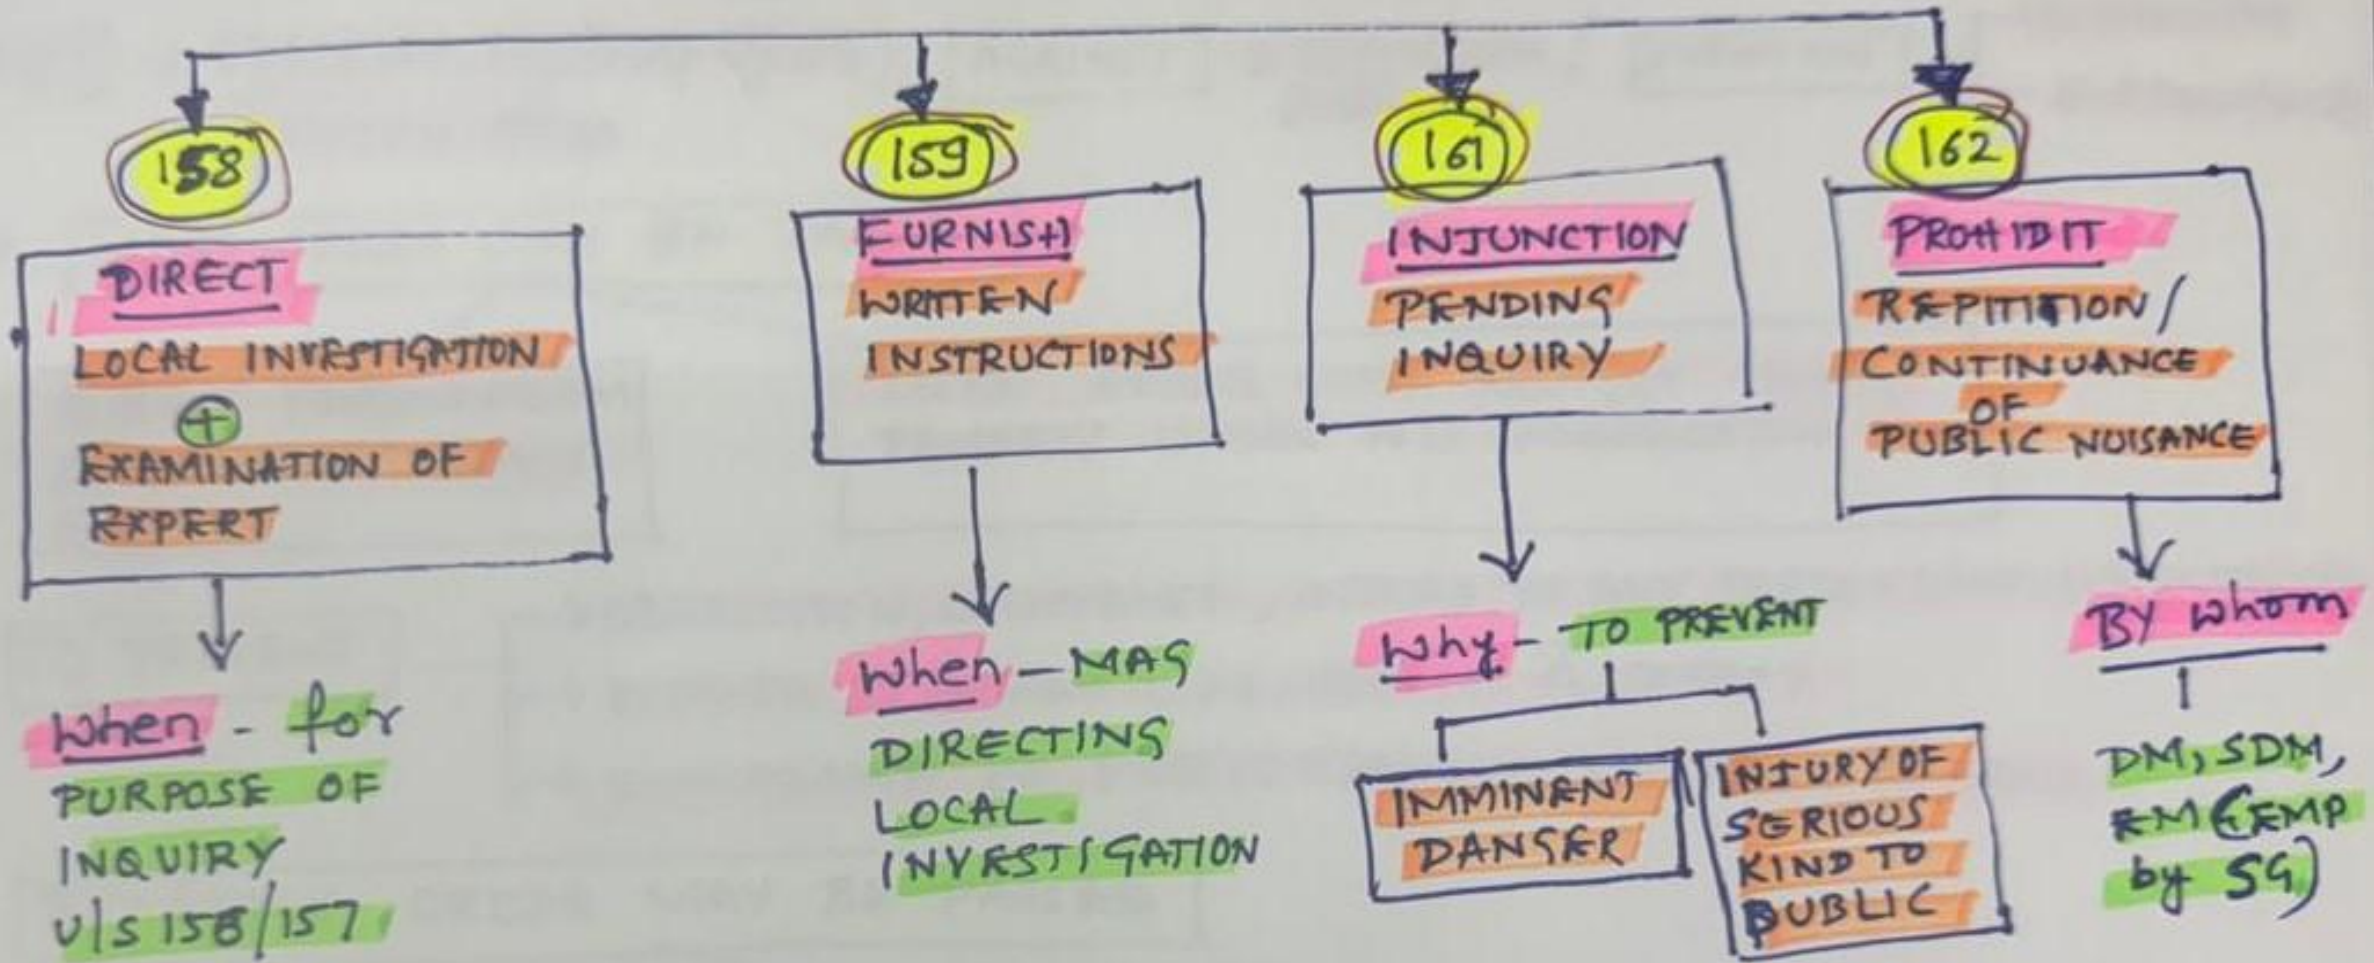 158
DIRECT
LOCAL INVESTIGATION
+
EXAMINATION OF
EXPERT
When - for
PURPOSE OF
INQUIRY
U/S 156/157
159
FURNISH
WRITTEN
INSTRUCTIONS
When - MAG
DIRECTING
LOCAL
INVESTIGATION
161
INJUNCTION
PENDING
INQUIRY
Why - TO PREVENT
IMMINENT
DANGER
INJURY OF
SERIOUS
KIND TO
PUBLIC
162
PROHIBIT
REPITITION/
CONTINUANCE
OF
PUBLIC NUISANCE
BY whom
DM, SDM,
EM (EMP
by SG)